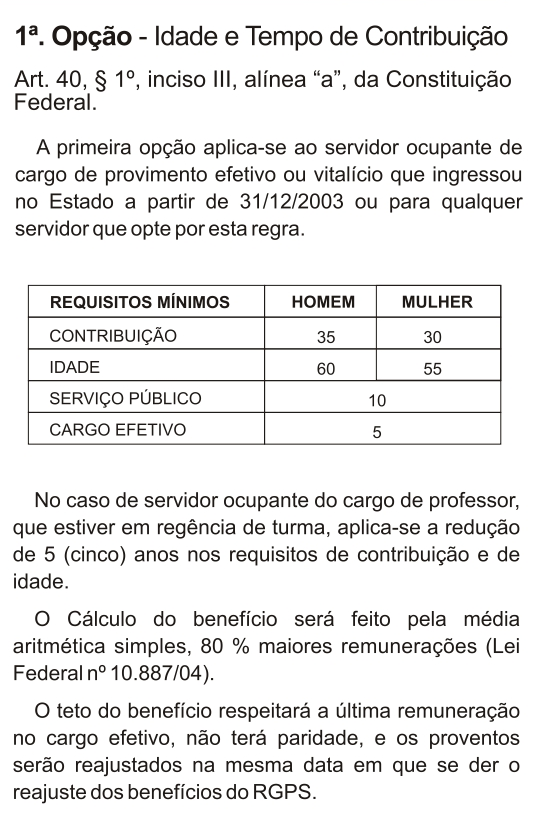 1ª. Opção - Idade e Tempo de Contribuição
Art. 40, § 1º, inciso III, alínea “a”, da Constituição
Federal.
A primeira opção aplica-se ao servidor ocupante de
cargo de provimento efetivo ou vitalício que ingressou
no Estado a partir de 31/12/2003 ou para qualquer
servidor que opte por esta regra.
REQUISITOS MÍNIMOS HOMEM MULHER
CONTRIBUIÇÃO 35 30
IDADE 60 55
SERVIÇO PÚBLICO 10
CARGO EFETIVO 5
No caso de servidor ocupante do cargo de professor,
que estiver em regência de turma, aplica-se a redução
de 5 (cinco) anos nos requisitos de contribuição e de
idade.
O Cálculo do benefício será feito pela média
aritmética simples, 80 % maiores remunerações (Lei
Federal nº 10.887/04).
O teto do benefício respeitará a última remuneração
no cargo efetivo, não terá paridade, e os proventos
serão reajustados na mesma data em que se der o
reajuste dos benefícios do RGPS.